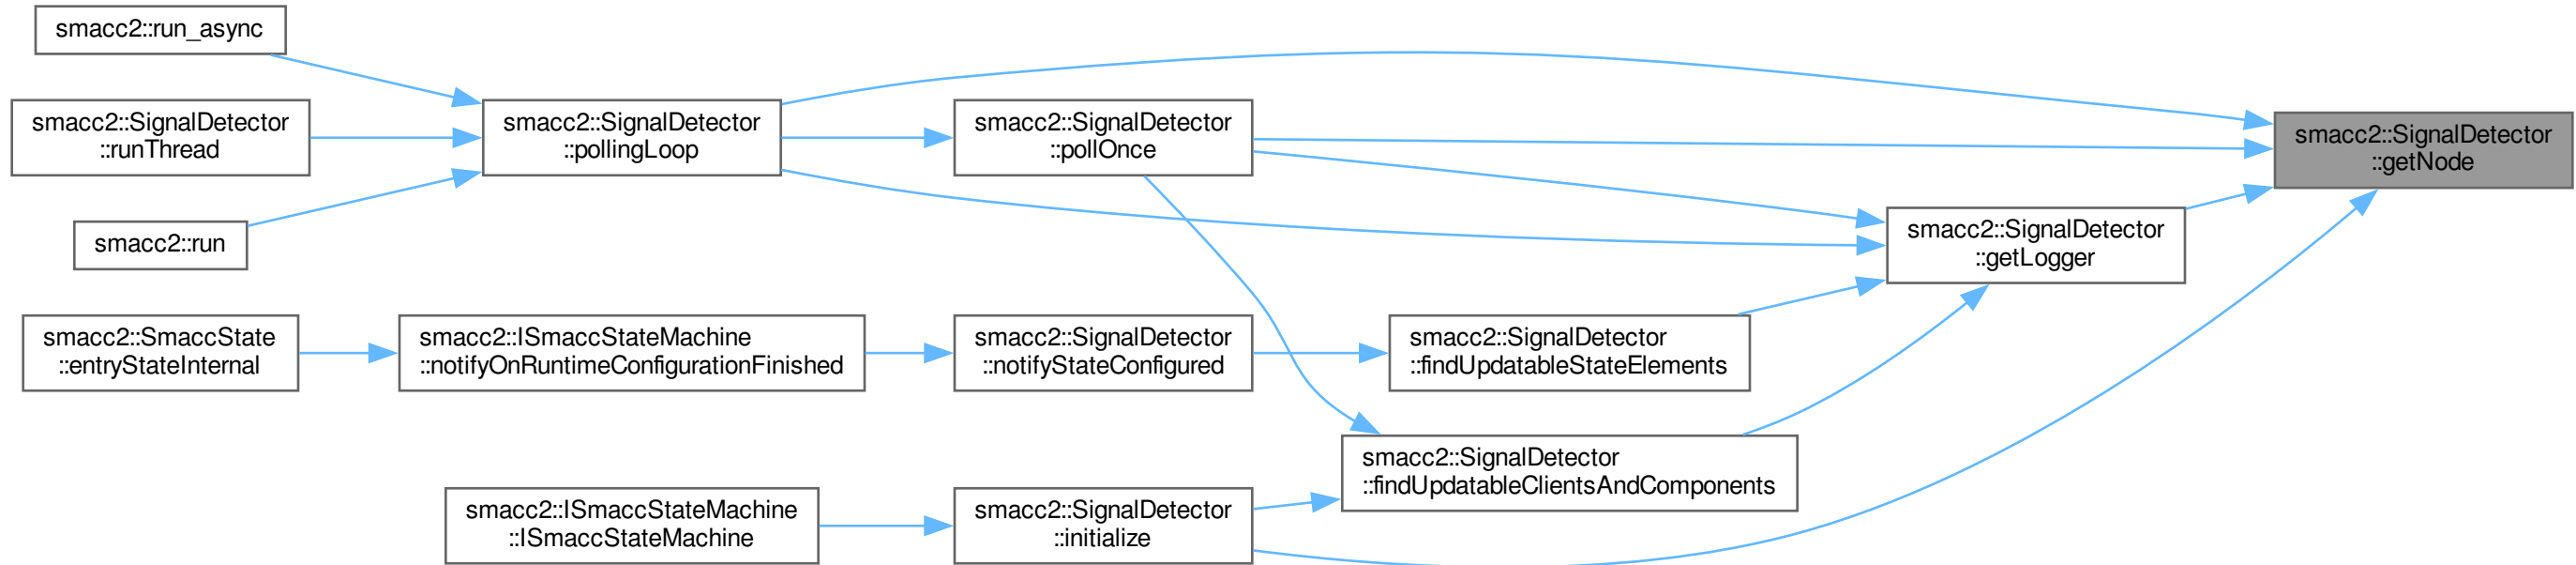 smacc2::run_async
smacc2::SignalDetector
::runThread
smacc2::run
smacc2::SignalDetector
::pollingLoop
smacc2::SignalDetector
::pollOnce
smacc2::SignalDetector
::getNode
smacc2::SignalDetector
::getLogger
smacc2::SmaccState
::entryStateInternal
smacc2::ISmaccStateMachine
::notifyOnRuntimeConfigurationFinished
smacc2::SignalDetector
::notifyStateConfigured
smacc2::SignalDetector
::findUpdatableStateElements
smacc2::SignalDetector
::findUpdatableClientsAndComponents
smacc2::ISmaccStateMachine
::ISmaccStateMachine
smacc2::SignalDetector
::initialize